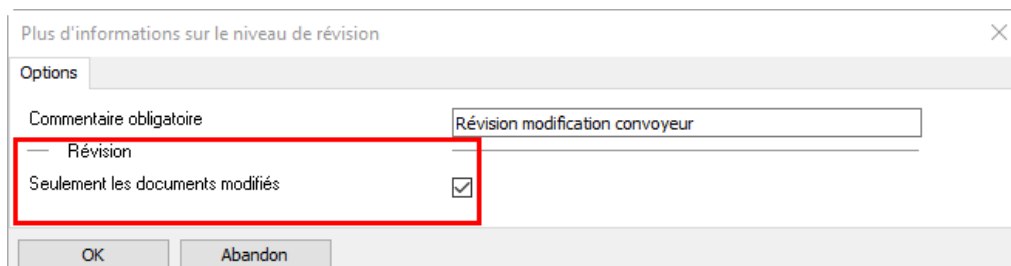 Plus d'informations sur le niveau de révision
Options
Commentaire obligatoire Révision modification convoyeur
Révision
Seulement les documents modifiés
OK Abandon